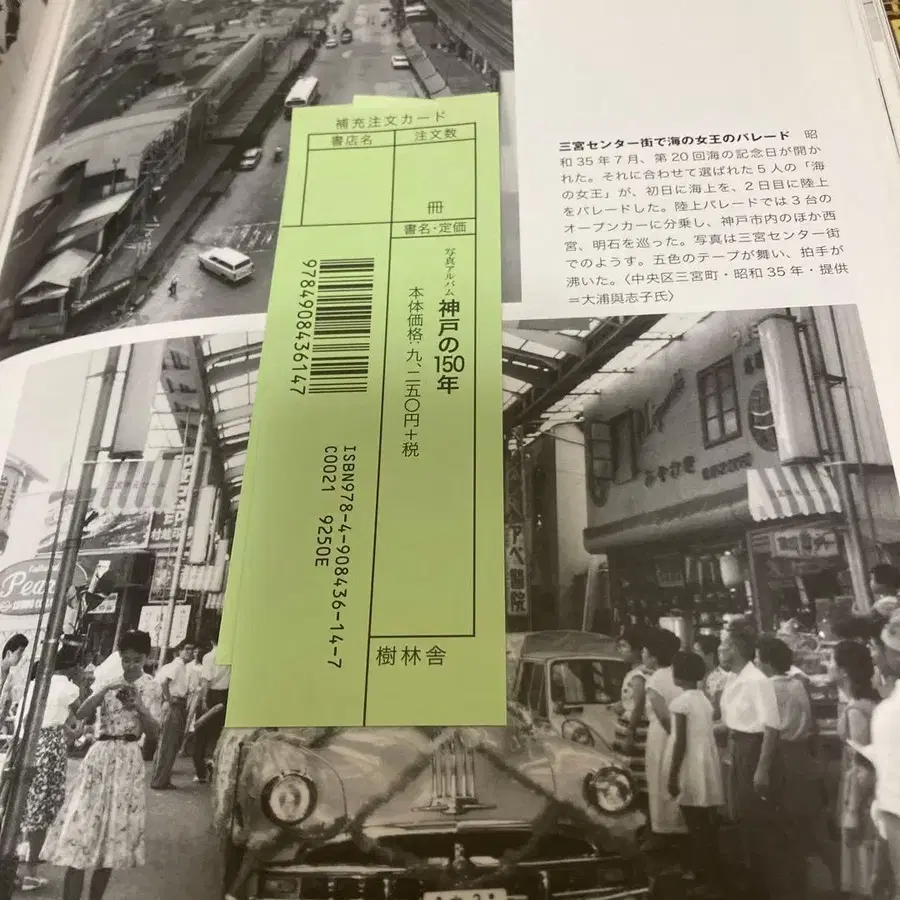 補充注文カード
書店名
注文数
冊
書名・定価
写真アルバム 神戸の150年
本体価格:九、二五〇円+税
9784908436147
ISBN978-4-908436-14-7
C0021 9250E
樹林舎
三宮センター街で海の女王のパレード 昭
和35年7月、第20回海の記念日が開か
れた。それに合わせて選ばれた5人の「海
の女王」が、初日に海上を、2日目に陸上
をパレードした。陸上パレードでは3台の
オープンカーに分乗し、神戸市内のほか西
宮、明石を巡った。写真は三宮センター街
でのようす。五色のテープが舞い、拍手が
沸いた。〈中央区三宮町・昭和35年・提供
=大浦與志子氏〉
医院